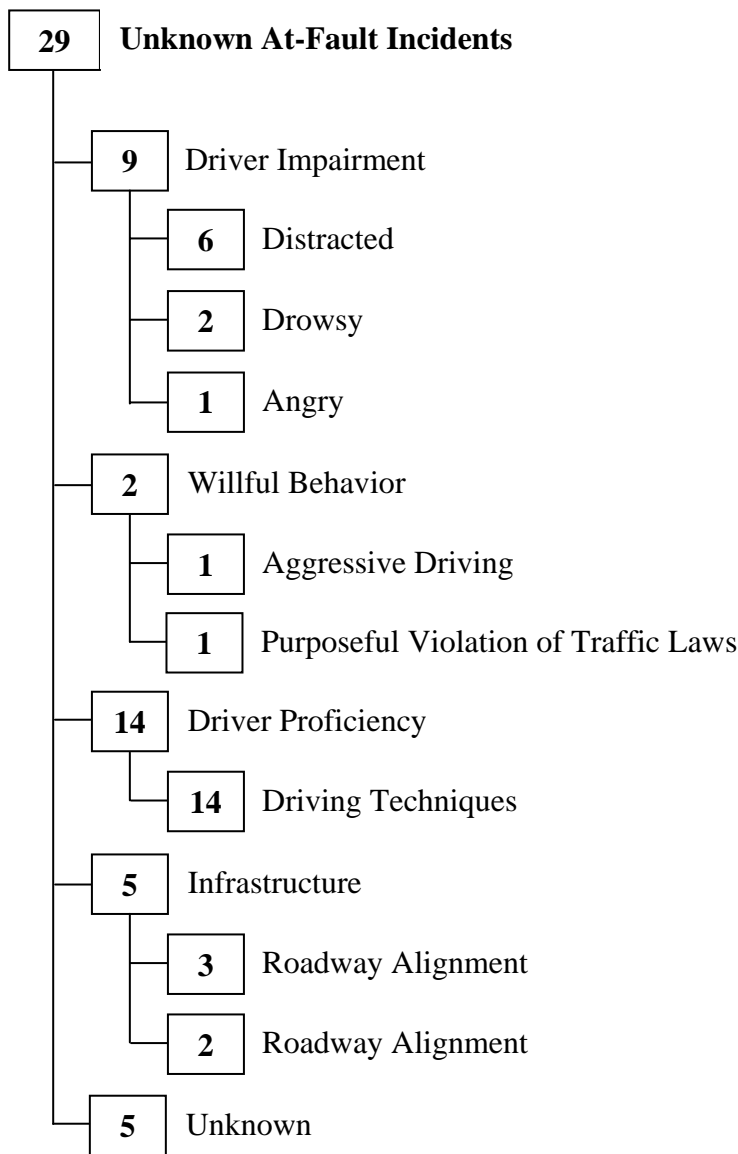 29 Unknown At-Fault Incidents
9 Driver Impairment
6 Distracted
2 Drowsy
1 Angry
2 Willful Behavior
1 Aggressive Driving
1 Purposeful Violation of Traffic Laws
14 Driver Proficiency
14 Driving Techniques
5 Infrastructure
3 Roadway Alignment
2 Roadway Alignment
5 Unknown